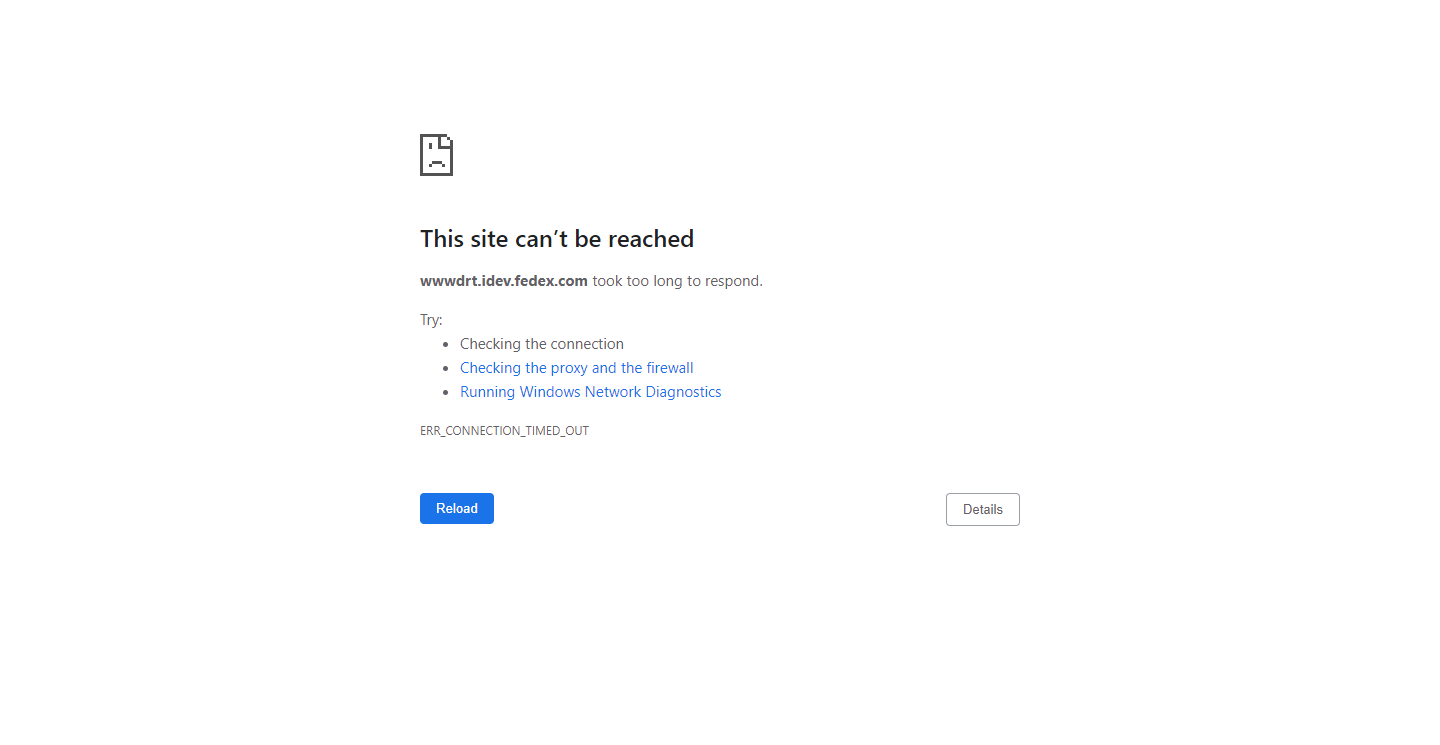 This site can’t be reached
wwwdrt.idev.fedex.com took too long to respond.
Try:
Checking the connection
Checking the proxy and the firewall
Running Windows Network Diagnostics
ERR_CONNECTION_TIMED_OUT
Reload
Details